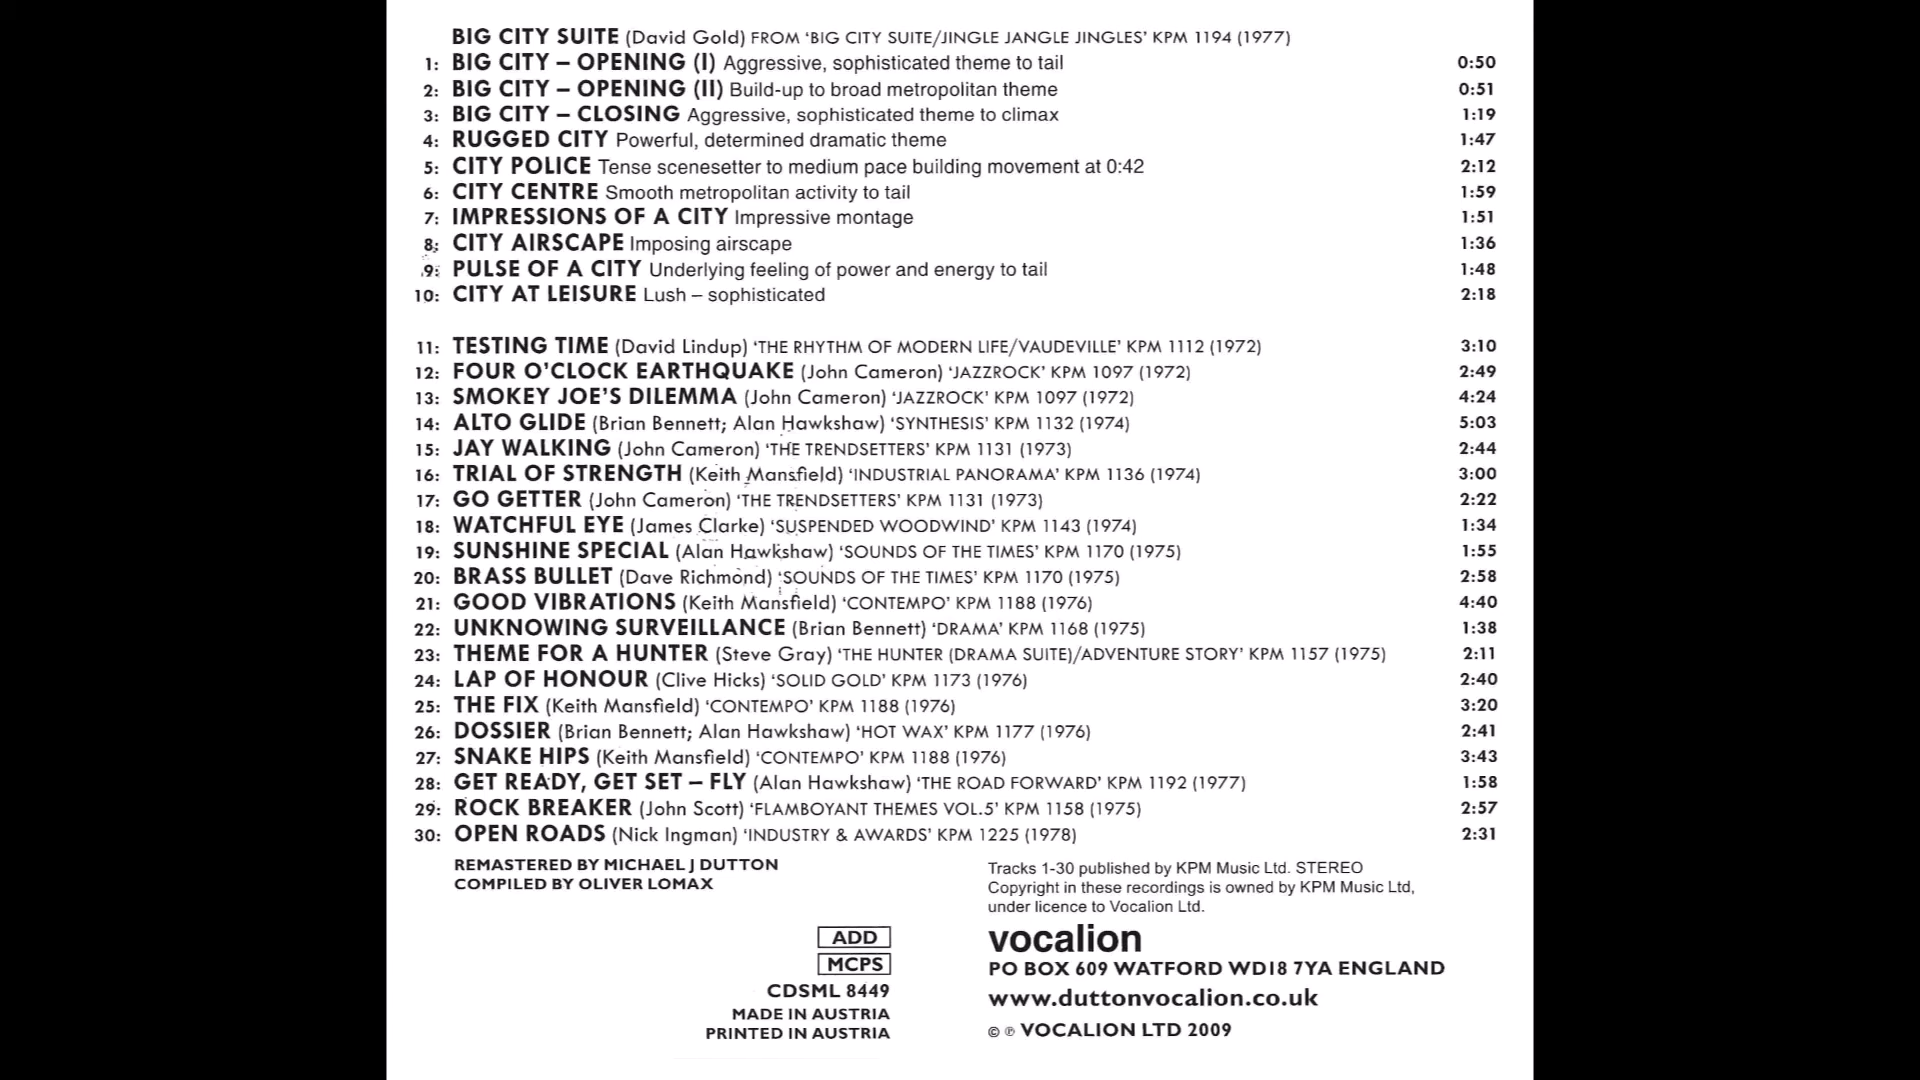 BIG CITY SUITE (David Gold) FROM ‘BIG CITY SUITE/JINGLE JANGLE JINGLES’ KPM 1194 (1977)
1: BIG CITY – OPENING (I) Aggressive, sophisticated theme to tail 0:50
2: BIG CITY – OPENING (II) Build-up to broad metropolitan theme 0:51
3: BIG CITY – CLOSING Aggressive, sophisticated theme to climax 1:19
4: RUGGED CITY Powerful, determined dramatic theme 1:47
5: CITY POLICE Tense scenesetter to medium pace building movement at 0:42 2:12
6: CITY CENTRE Smooth metropolitan activity to tail 1:59
7: IMPRESSIONS OF A CITY Impressive montage 1:51
8: CITY AIRSCAPE Imposing airscape 1:36
9: PULSE OF A CITY Underlying feeling of power and energy to tail 1:48
10: CITY AT LEISURE Lush – sophisticated 2:18
11: TESTING TIME (David Lindup) ‘THE RHYTHM OF MODERN LIFE/VAUDEVILLE’ KPM 1112 (1972) 3:10
12: FOUR O’CLOCK EARTHQUAKE (John Cameron) ‘JAZZROCK’ KPM 1097 (1972) 2:49
13: SMOKEY JOE’S DILEMMA (John Cameron) ‘JAZZROCK’ KPM 1097 (1972) 4:24
14: ALTO GLIDE (Brian Bennett; Alan Hawkshaw) ‘SYNTHESIS’ KPM 1132 (1974) 5:03
15: JAY WALKING (John Cameron) ‘THE TRENDSETTERS’ KPM 1131 (1973) 2:44
16: TRIAL OF STRENGTH (Keith Mansfield) ‘INDUSTRIAL PANORAMA’ KPM 1136 (1974) 3:00
17: GO GETTER (John Cameron) ‘THE TRENDSETTERS’ KPM 1131 (1973) 2:22
18: WATCHFUL EYE (James Clarke) ‘SUSPENDED WOODWIND’ KPM 1143 (1974) 1:34
19: SUNSHINE SPECIAL (Alan Hawkshaw) ‘SOUNDS OF THE TIMES’ KPM 1170 (1975) 1:55
20: BRASS BULLET (Dave Richmond) ‘SOUNDS OF THE TIMES’ KPM 1170 (1975) 2:58
21: GOOD VIBRATIONS (Keith Mansfield) ‘CONTEMPO’ KPM 1188 (1976) 4:40
22: UNKNOWING SURVEILLANCE (Brian Bennett) ‘DRAMA’ KPM 1168 (1975) 1:38
23: THEME FOR A HUNTER (Steve Gray) ‘THE HUNTER (DRAMA SUITE)/ADVENTURE STORY’ KPM 1157 (1975) 2:11
24: LAP OF HONOUR (Clive Hicks) ‘SOLID GOLD’ KPM 1173 (1976) 2:40
25: THE FIX (Keith Mansfield) ‘CONTEMPO’ KPM 1188 (1976) 3:20
26: DOSSIER (Brian Bennett; Alan Hawkshaw) ‘HOT WAX’ KPM 1177 (1976) 2:41
27: SNAKE HIPS (Keith Mansfield) ‘CONTEMPO’ KPM 1188 (1976) 3:43
28: GET READY, GET SET – FLY (Alan Hawkshaw) ‘THE ROAD FORWARD’ KPM 1192 (1977) 1:58
29: ROCK BREAKER (John Scott) ‘FLAMBOYANT THEMES VOL.5’ KPM 1158 (1975) 2:57
30: OPEN ROADS (Nick Ingman) ‘INDUSTRY & AWARDS’ KPM 1225 (1978) 2:31
REMASTERED BY MICHAEL J DUTTON
COMPILED BY OLIVER LOMAX
Tracks 1-30 published by KPM Music Ltd. STEREO
Copyright in these recordings is owned by KPM Music Ltd,
under licence to Vocalion Ltd.
ADD
MCPS
CDSML 8449
MADE IN AUSTRIA
PRINTED IN AUSTRIA
vocalion
PO BOX 609 WATFORD WD18 7YA ENGLAND
www.duttonvocalion.co.uk
© ℗ VOCALION LTD 2009